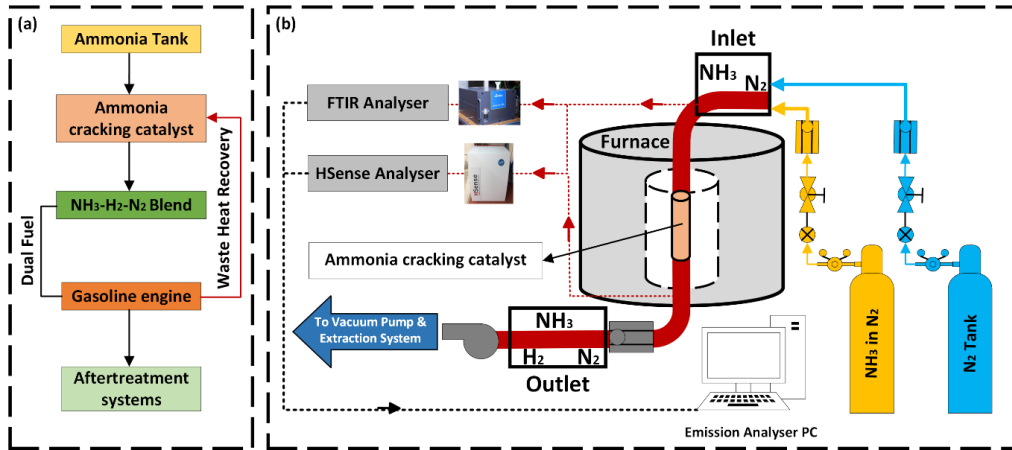 (a)
Ammonia Tank
Ammonia
cracking catalyst
NH₃-H₂-N₂ Blend
Gasoline engine
Aftertreatment
systems
Dual Fuel
Waste Heat Recovery
(b)
Inlet
NH₃
N₂
FTIR Analyser
HSense Analyser
HSense
Furnace
Ammonia cracking catalyst
To Vacuum Pump &
Extraction System
NH₃
H₂
N₂
Outlet
Emission Analyser PC
NH₃ in N₂
N₂ Tank